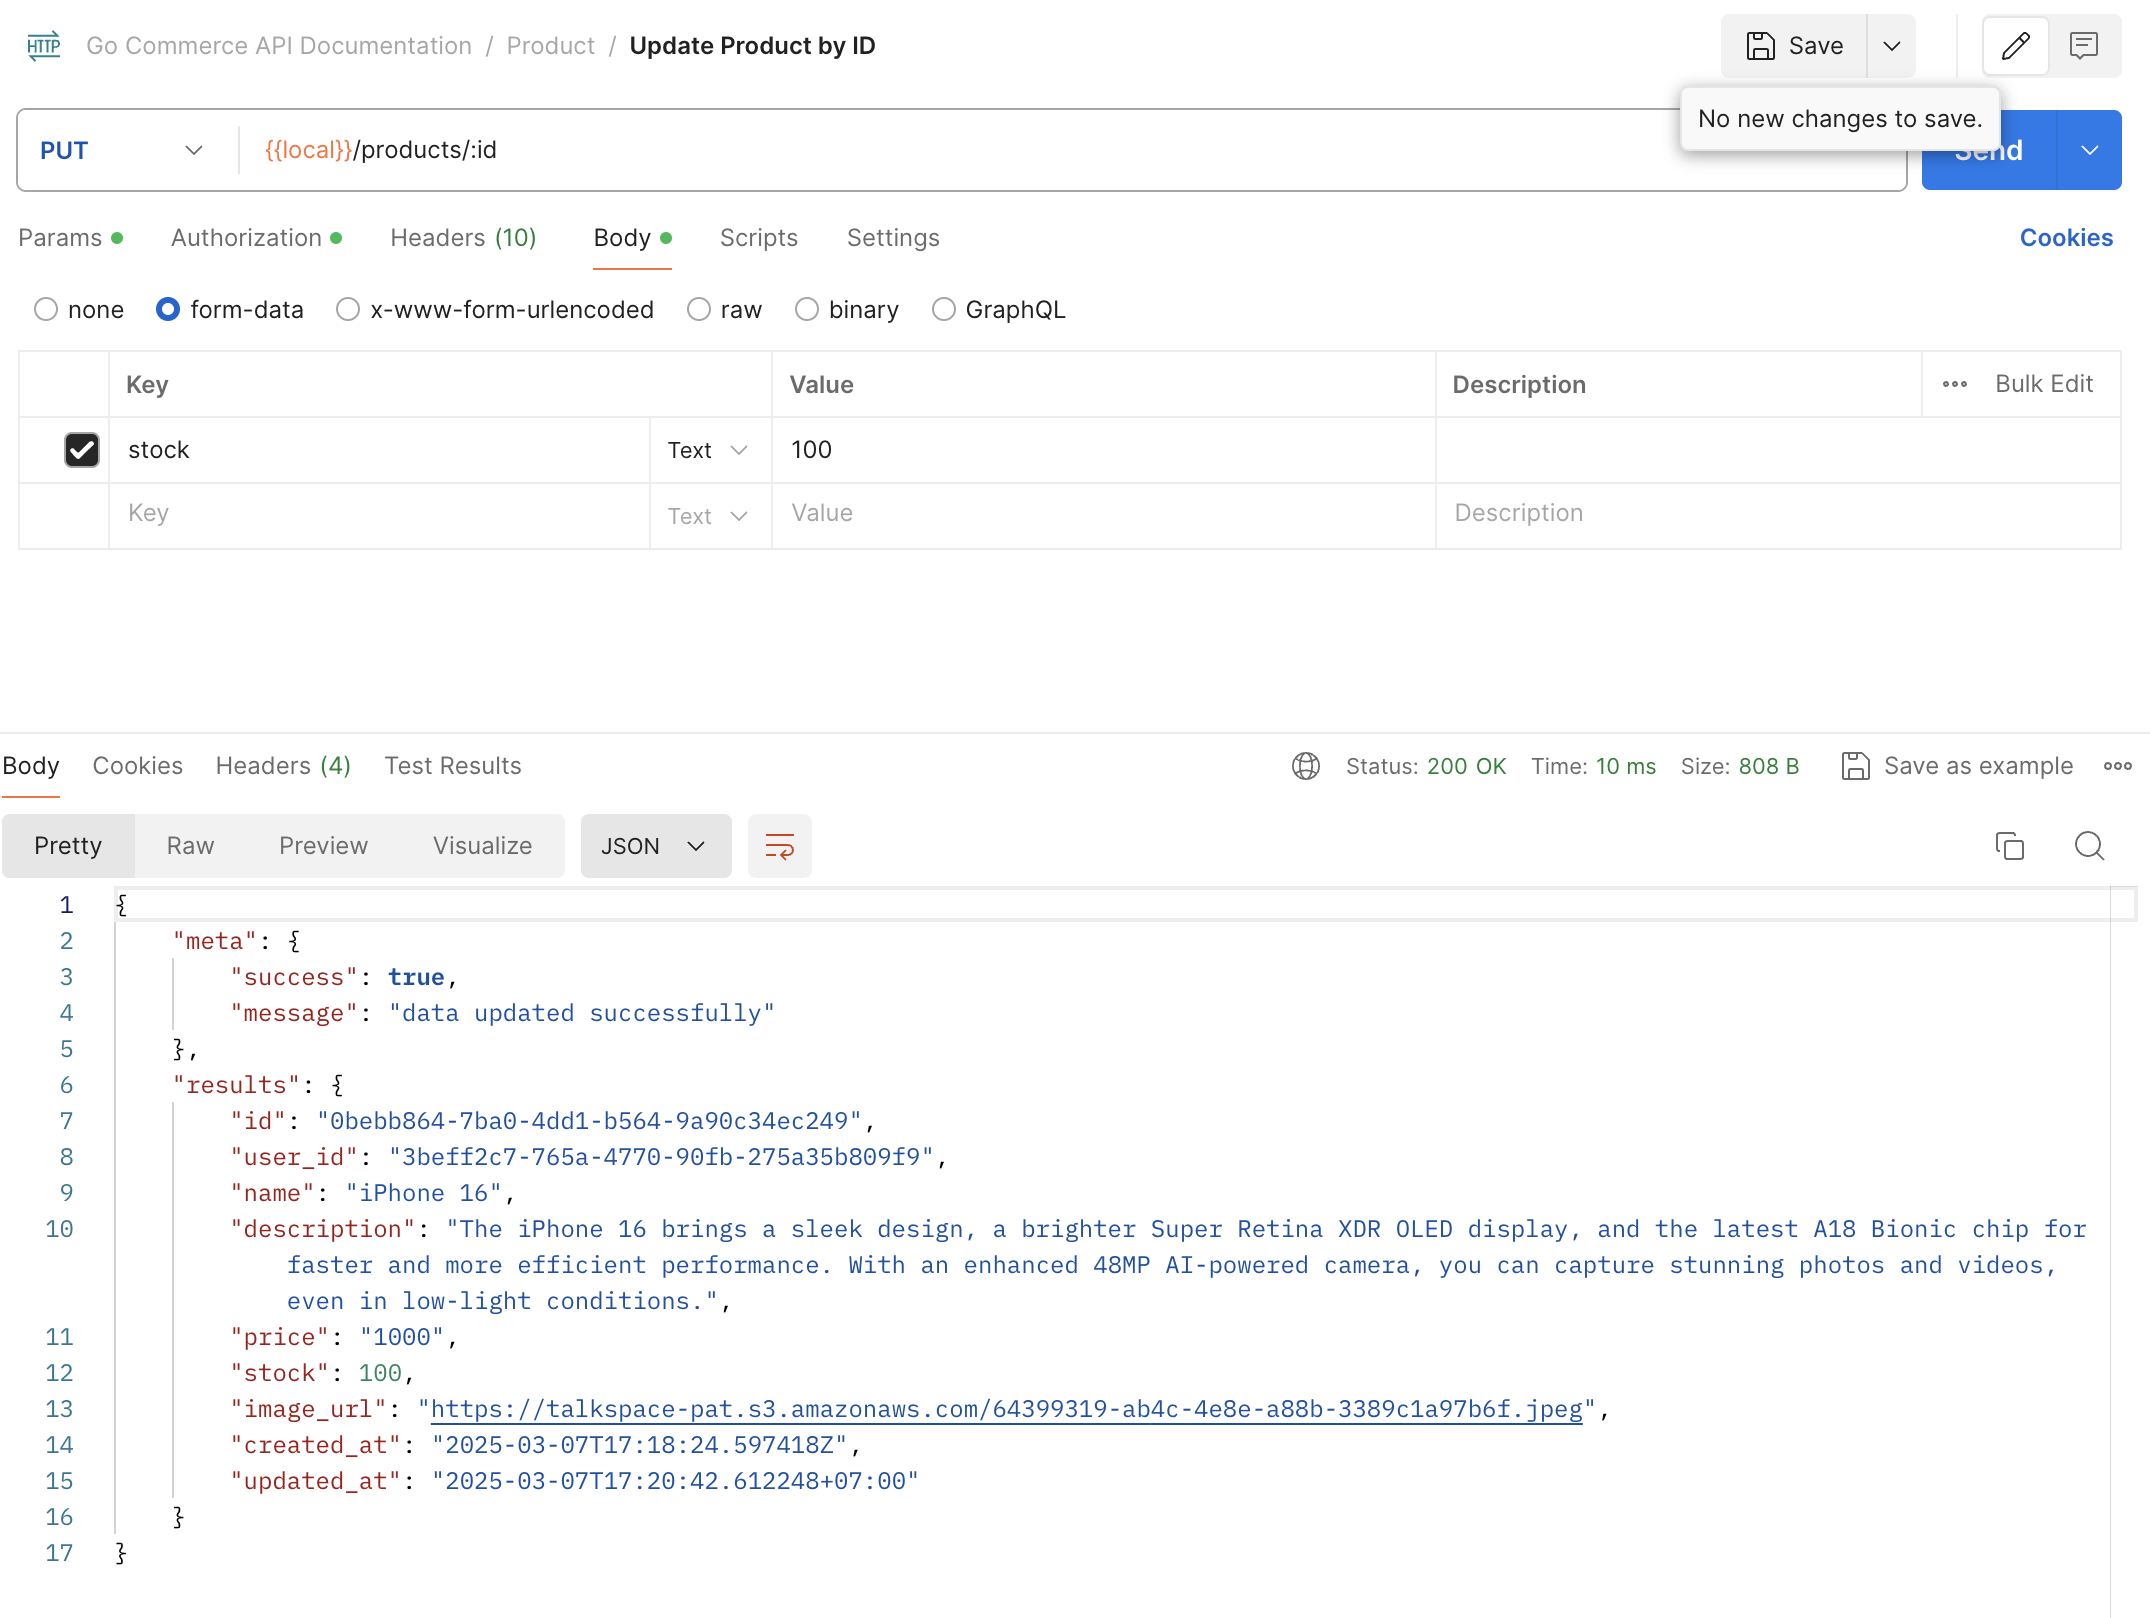 HTTP Go Commerce API Documentation / Product / Update Product by ID Save
No new changes to save.
PUT {{local}}/products/:id Send
Params Authorization Headers (10) Body Scripts Settings Cookies
none form-data x-www-form-urlencoded raw binary GraphQL
Key Value Description Bulk Edit
stock Text 100
Key Text Value Description
Body Cookies Headers (4) Test Results Status: 200 OK Time: 10 ms Size: 808 B Save as example
Pretty Raw Preview Visualize JSON
1 {
2 "meta": {
3 "success": true,
4 "message": "data updated successfully"
5 },
6 "results": {
7 "id": "0bebb864-7ba0-4dd1-b564-9a90c34ec249",
8 "user_id": "3beff2c7-765a-4770-90fb-275a35b809f9",
9 "name": "iPhone 16",
10 "description": "The iPhone 16 brings a sleek design, a brighter Super Retina XDR OLED display, and the latest A18 Bionic chip for
faster and more efficient performance. With an enhanced 48MP AI-powered camera, you can capture stunning photos and videos,
even in low-light conditions.",
11 "price": "1000",
12 "stock": 100,
13 "image_url": "https://talkspace-pat.s3.amazonaws.com/64399319-ab4c-4e8e-a88b-3389c1a97b6f.jpeg",
14 "created_at": "2025-03-07T17:18:24.597418Z",
15 "updated_at": "2025-03-07T17:20:42.612248+07:00"
16 }
17 }